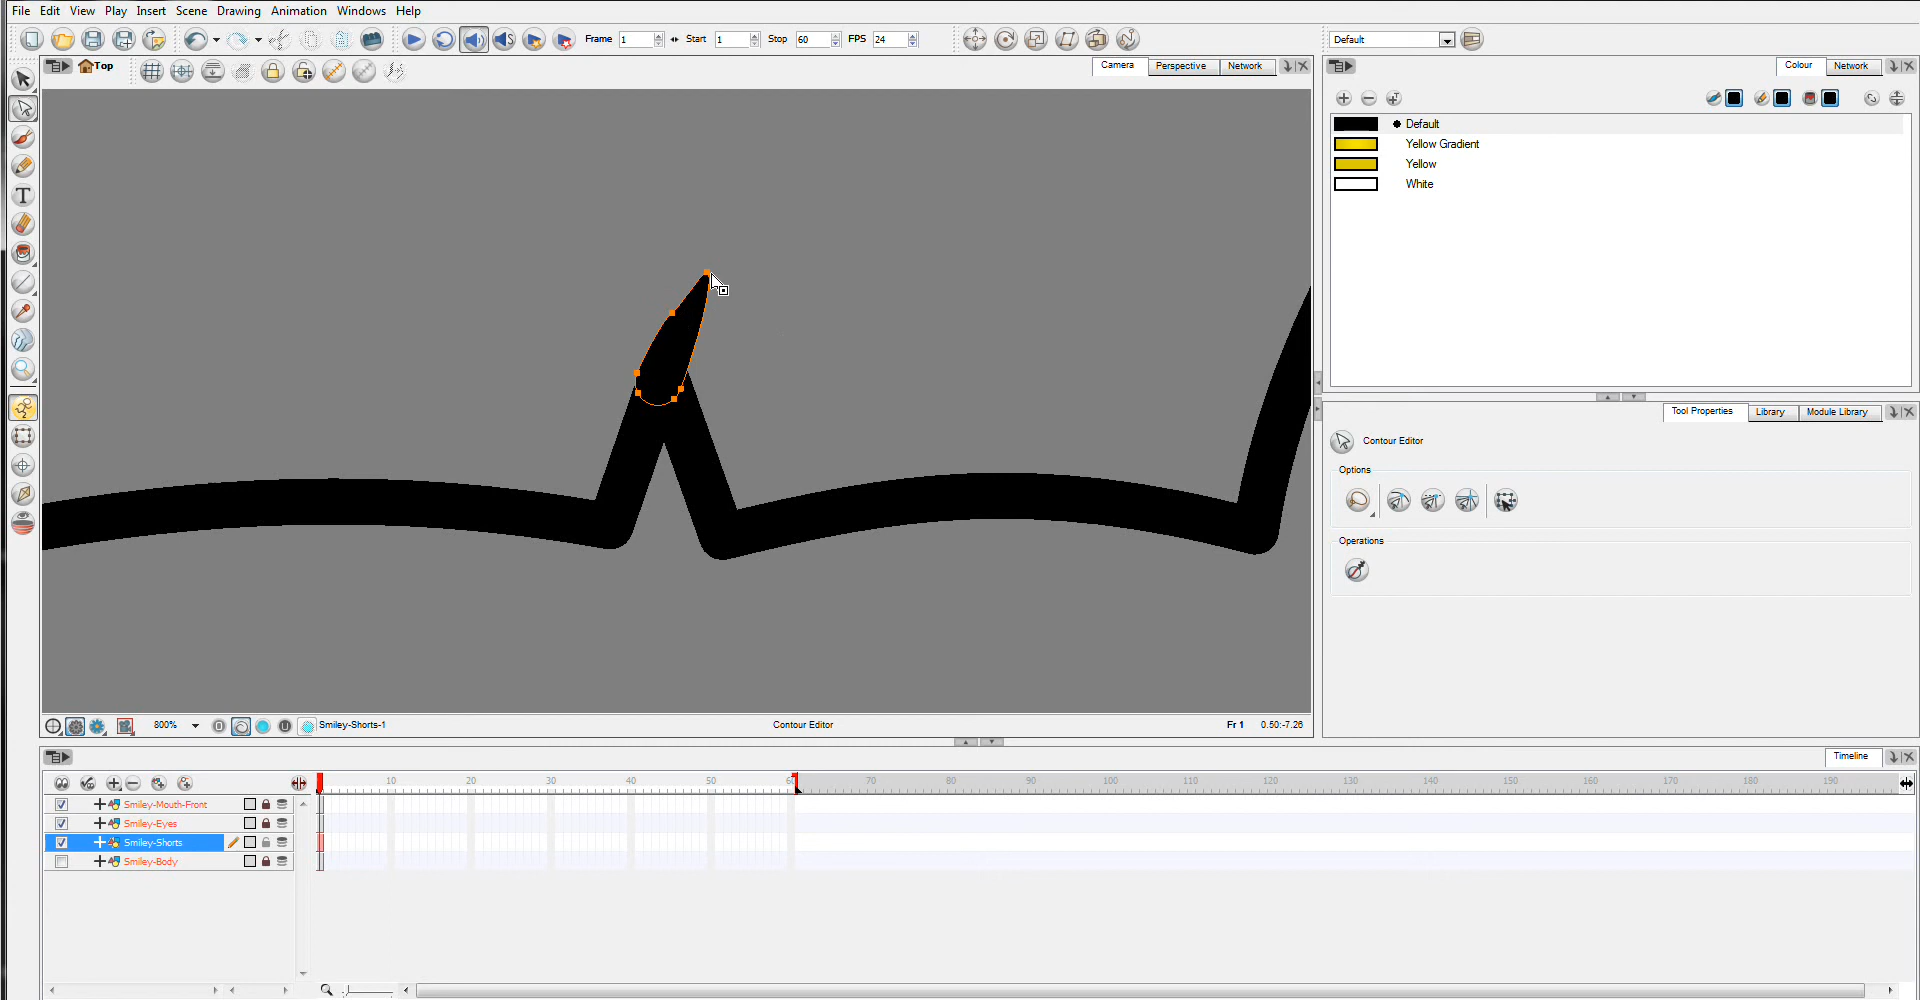 File Edit View Play Insert Scene Drawing Animation Windows Help
Frame 1 Start 1 Stop 60 FPS 24 Default
Top Camera Perspective Network Colour Network
Default
Yellow Gradient
Yellow
White
Tool Properties Library Module Library
Contour Editor
Options
Operations
800% Smiley-Shorts-1 Contour Editor Fr 1 0.50:-7.26
Timeline
10 20 30 40 50 60 70 80 90 100 110 120 130 140 150 160 170 180 190
Smiley-Mouth-Front
Smiley-Eyes
Smiley-Shorts
Smiley-Body